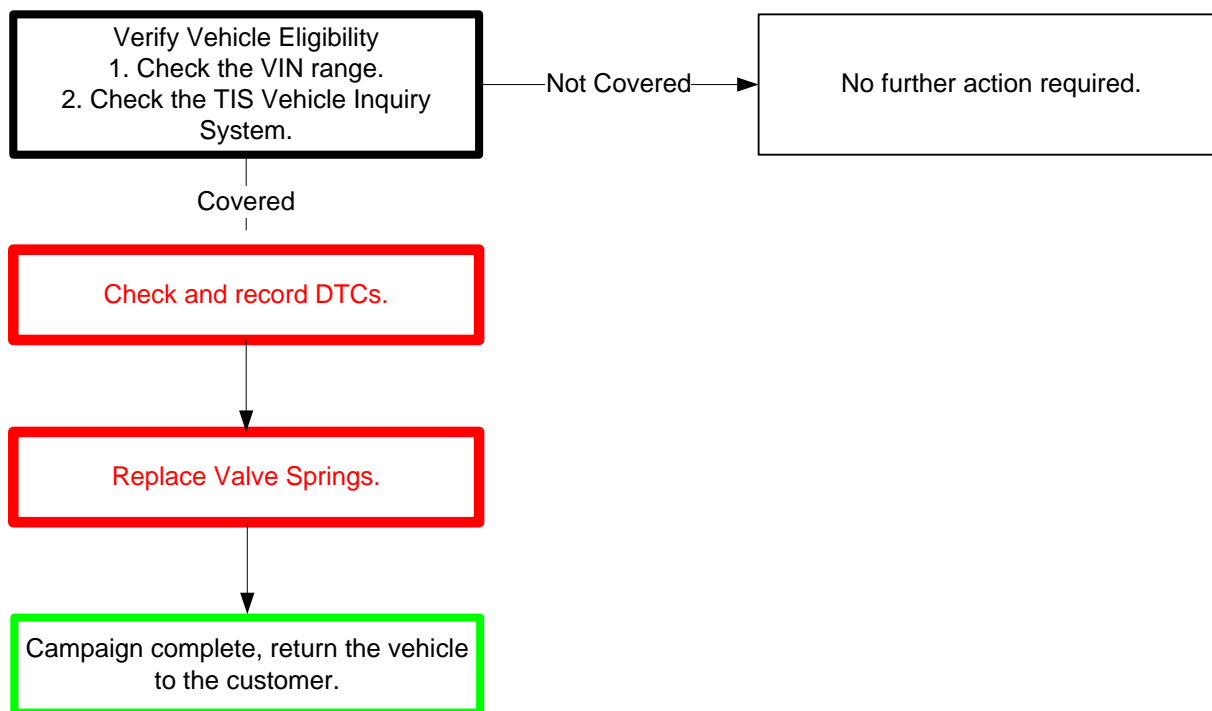 Verify Vehicle Eligibility
1. Check the VIN range.
2. Check the TIS Vehicle Inquiry
System.
Not Covered
No further action required.
Covered
Check and record DTCs.
Replace Valve Springs.
Campaign complete, return the vehicle
to the customer.